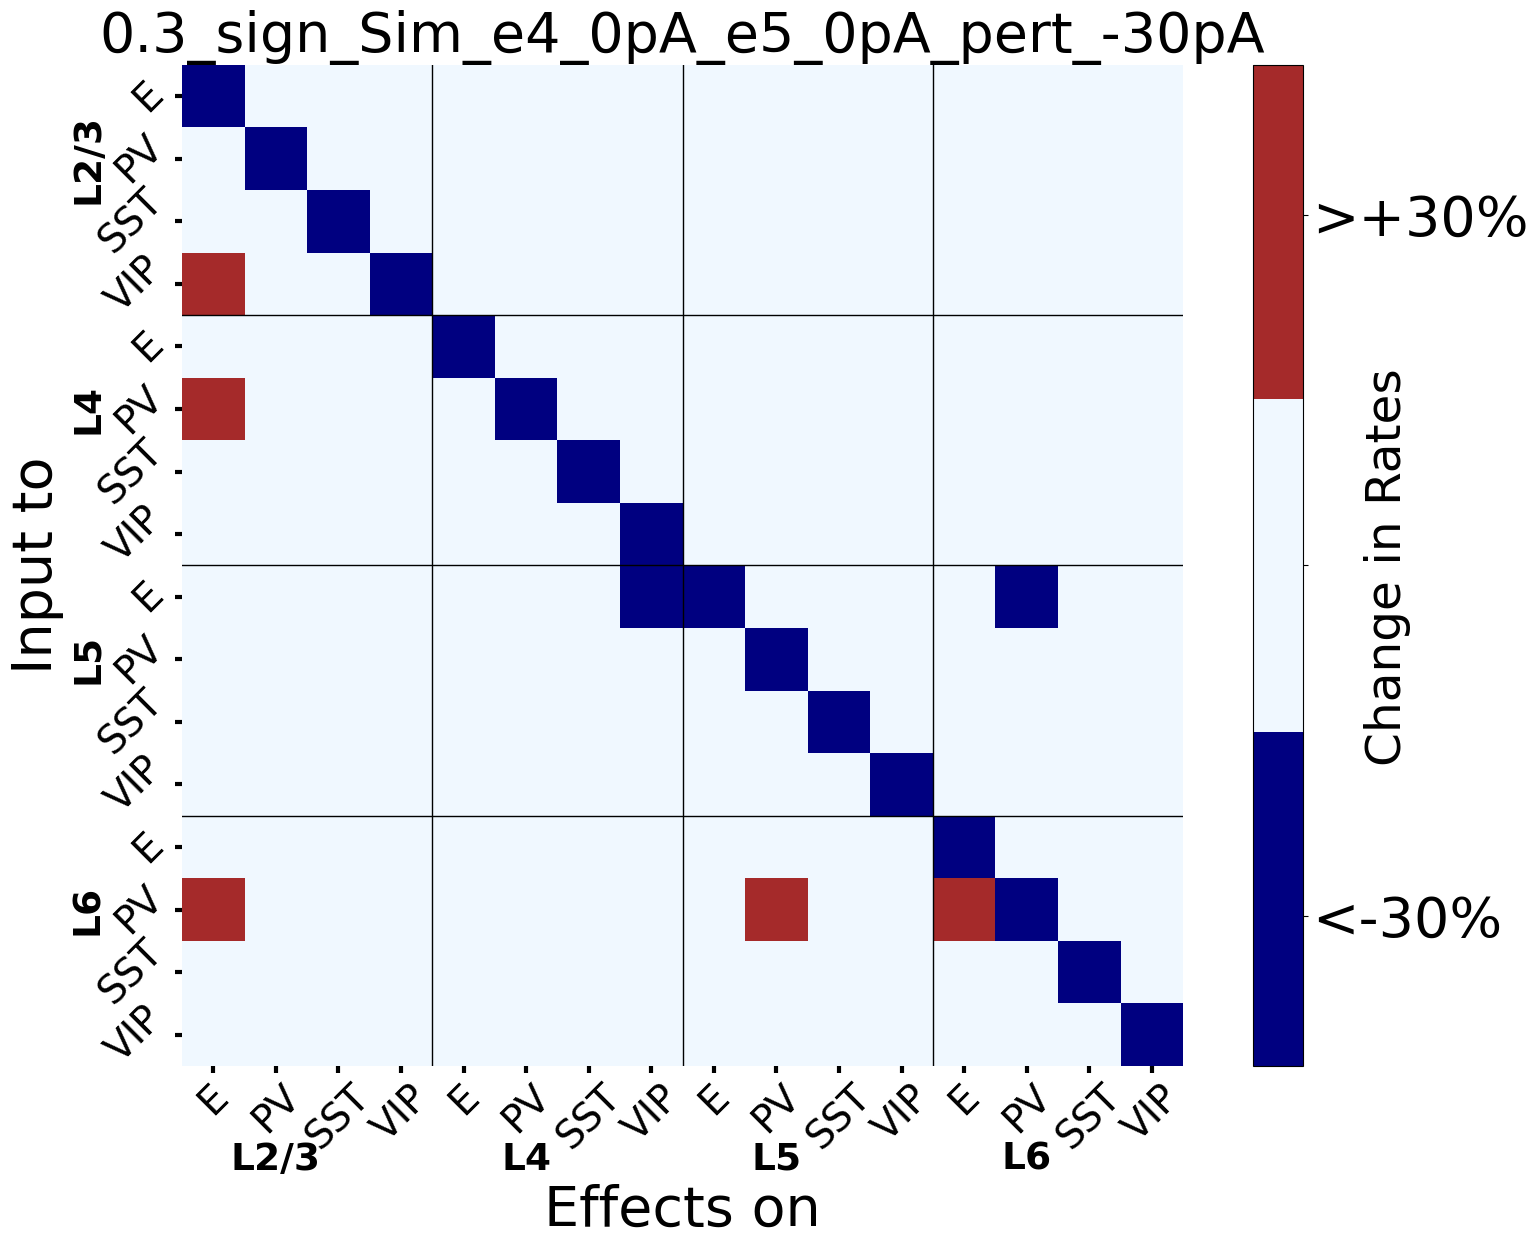 0.3_sign_Sim_e4_0pA_e5_0pA_pert_-30pA
Input to
L2/3
E
PV
SST
VIP
L4
E
PV
SST
VIP
L5
E
PV
SST
VIP
L6
E
PV
SST
VIP
E PV SST VIP E PV SST VIP E PV SST VIP E PV SST VIP
L2/3 L4 L5 L6
Effects on
>+30%
<-30%
Change in Rates